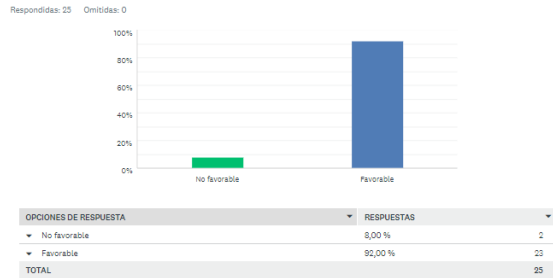 Respondidas: 25 Omitidas: 0
100%
80%
60%
40%
20%
0%
No favorable Favorable
OPCIONES DE RESPUESTA RESPUESTAS
No favorable 8,00 % 2
Favorable 92,00 % 23
TOTAL 25